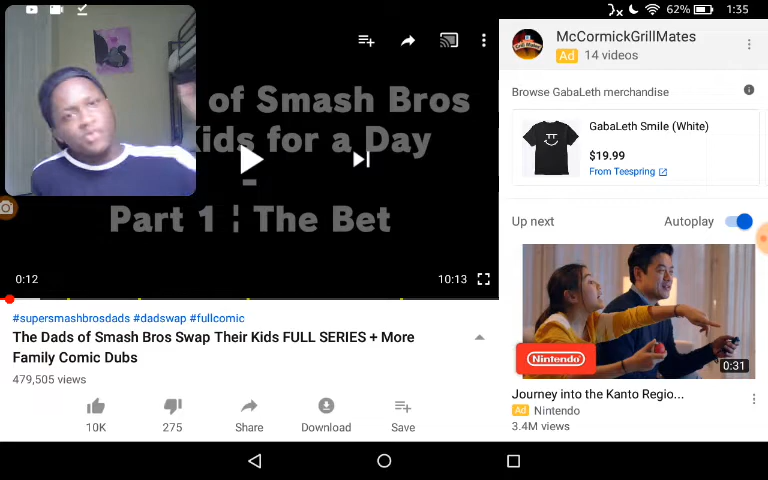 62% 1:35
of Smash Bros
Kids for a Day
-
Part 1 ¦ The Bet
0:12
10:13
#supersmashbrosdads #dadswap #fullcomic
The Dads of Smash Bros Swap Their Kids FULL SERIES + More
Family Comic Dubs
479,505 views
10K
275
Share
Download
Save
McCormickGrillMates
Ad 14 videos
Browse GabaLeth merchandise
GabaLeth Smile (White)
$19.99
From Teespring
Up next
Autoplay
Nintendo
0:31
Journey into the Kanto Regio...
Ad Nintendo
3.4M views